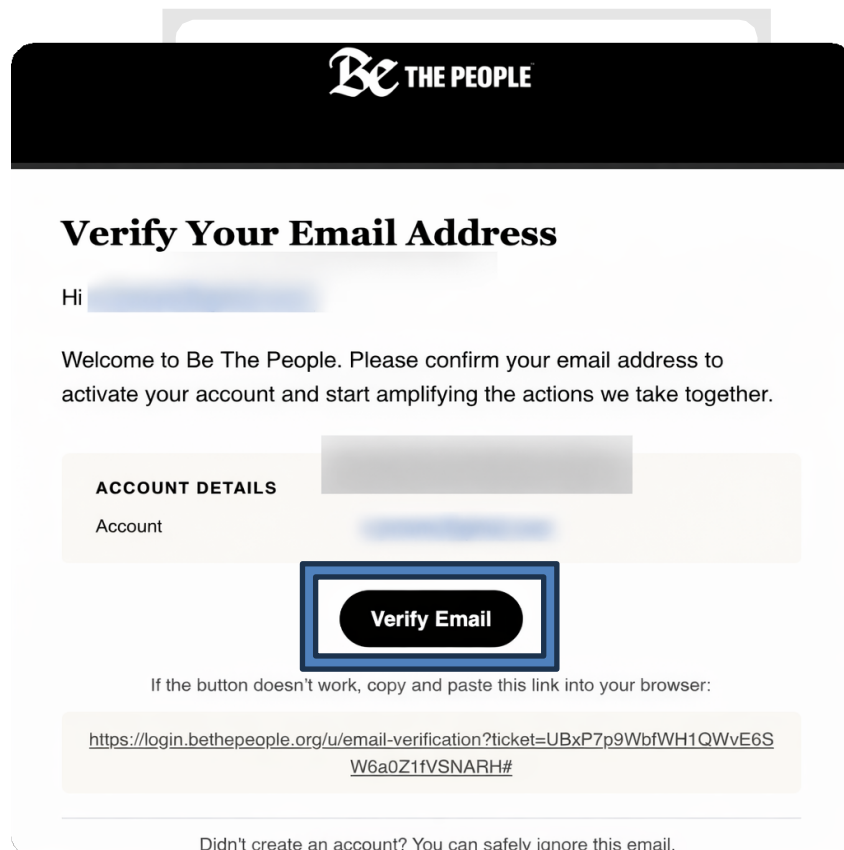 Be THE PEOPLE
Verify Your Email Address
Hi
Welcome to Be The People. Please confirm your email address to
activate your account and start amplifying the actions we take together.
ACCOUNT DETAILS
Account
Verify Email
If the button doesn't work, copy and paste this link into your browser:
https://login.bethepeople.org/u/email-verification?ticket=UBxP7p9WbfWH1QWvE6S
W6a0Z1fVSNARH#
Didn't create an account? You can safely ignore this email.